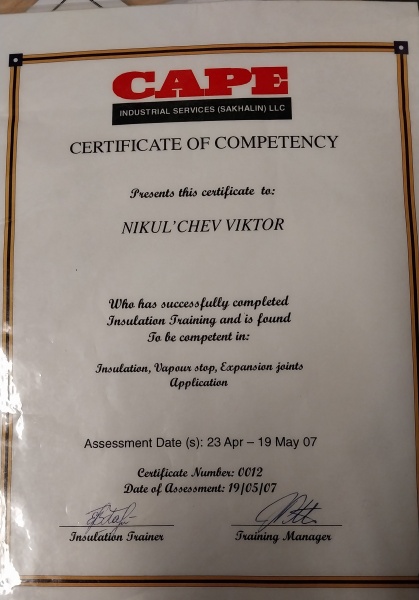 CAPE
INDUSTRIAL SERVICES (SAKHALIN) LLC
CERTIFICATE OF COMPETENCY
Presents this certificate to:
NIKUL'CHEV VIKTOR
Who has successfully completed
Insulation Training and is found
To be competent in:
Insulation, Vapour stop, Expansion joints
Application
Assessment Date (s): 23 Apr – 19 May 07
Certificate Number: 0012
Date of Assessment: 19/05/07
Insulation Trainer Training Manager